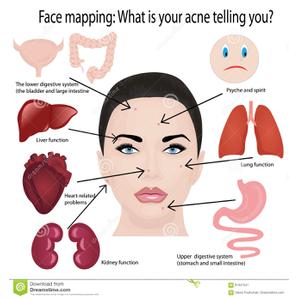 Face mapping: What is your acne telling you?
The lower digestive system
(the bladder and large intestine
Psyche and spirit
Liver function
Lung function
Heart-related
problems
Kidney function
Upper digestive system
(stomach and small intestine)
dreamstime
Download from
Dreamstime.com